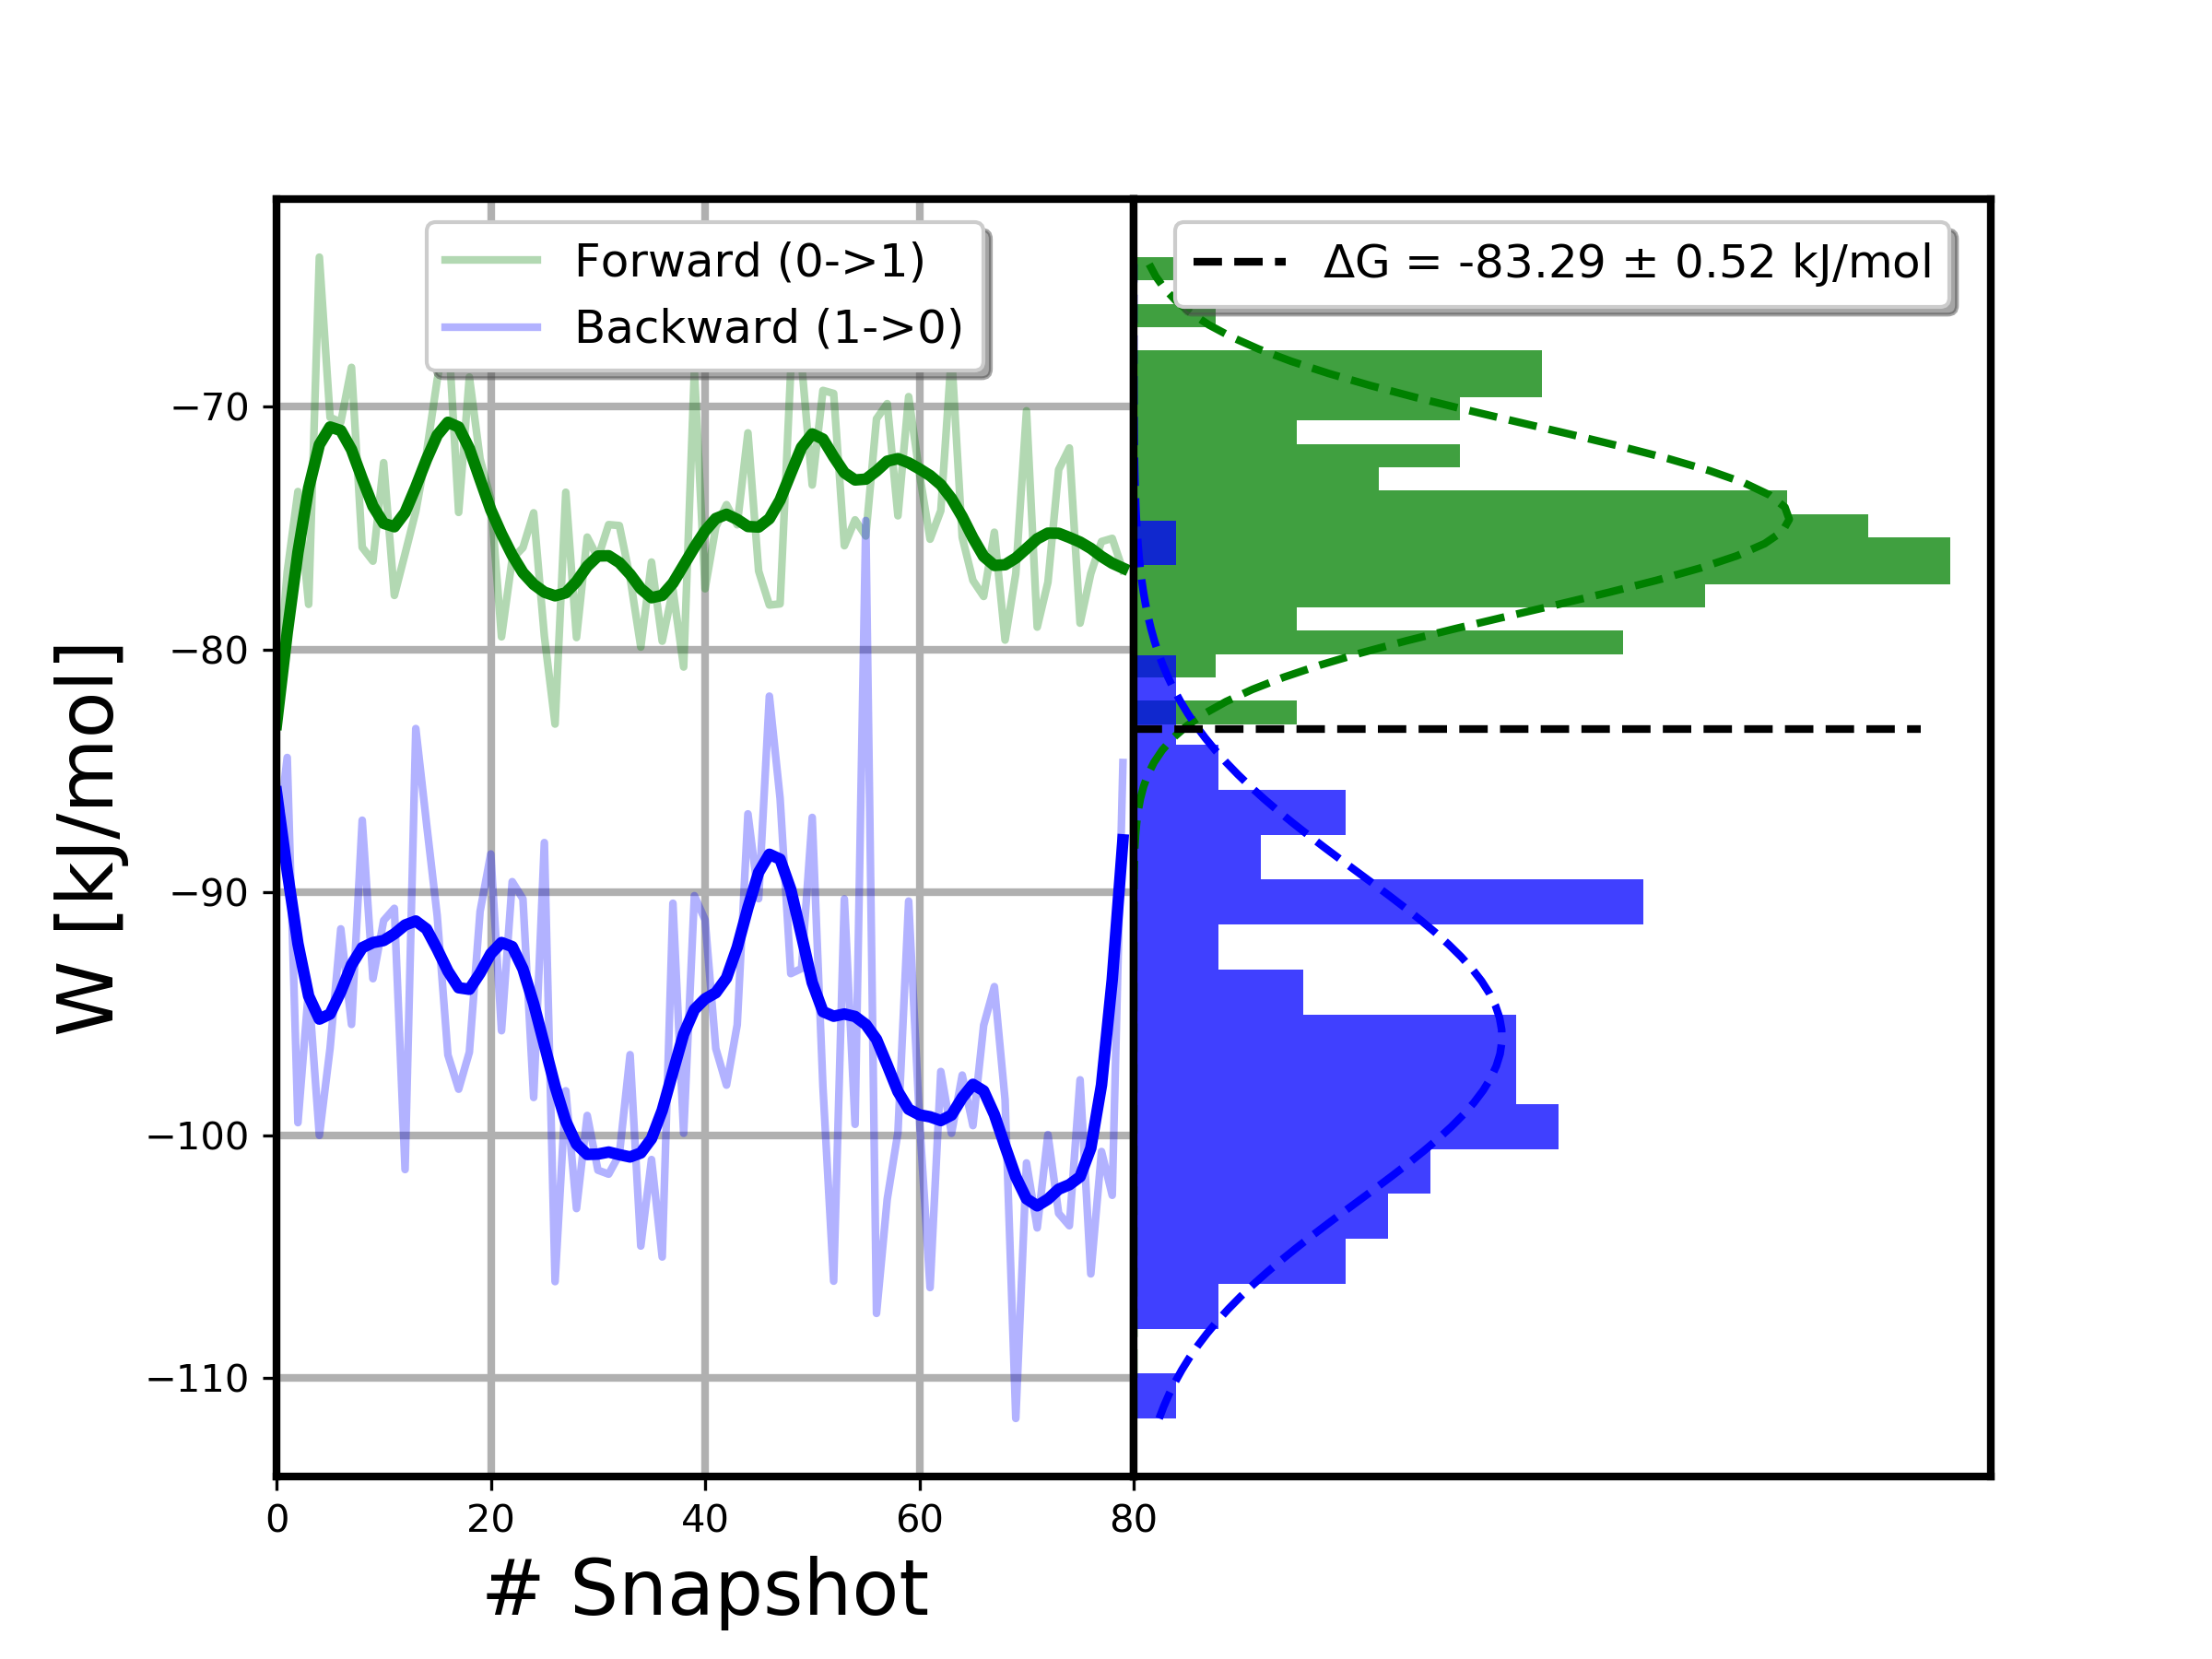 Forward (0->1)
Backward (1->0)
ΔG = -83.29 ± 0.52 kJ/mol
W [kJ/mol]
−70
−80
−90
−100
−110
0 20 40 60 80
# Snapshot